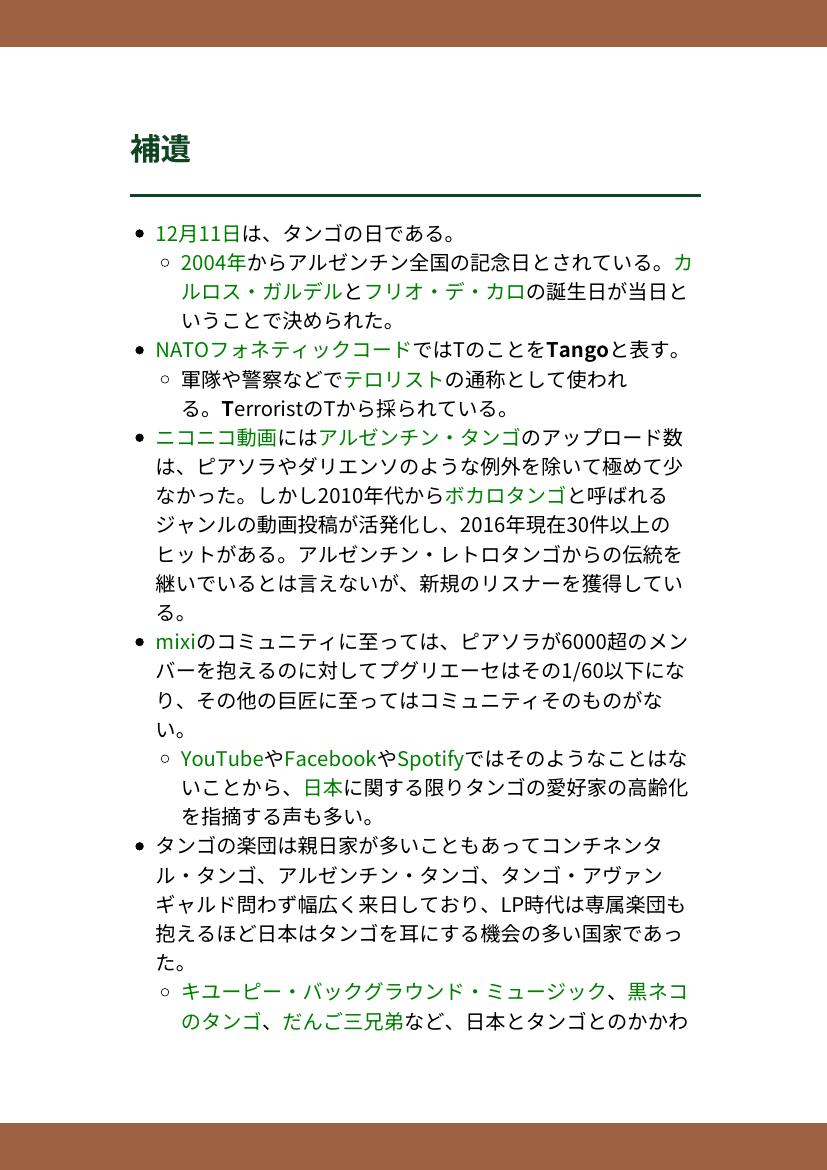 補遺
• 12月11日は、タンゴの日である。
◦ 2004年からアルゼンチン全国の記念日とされている。カ
ルロス・ガルデルとフリオ・デ・カロの誕生日が当日と
いうことで決められた。
• NATOフォネティックコードではTのことをTangoと表す。
◦ 軍隊や警察などでテロリストの通称として使われ
る。TerroristのTから採られている。
• ニコニコ動画にはアルゼンチン・タンゴのアップロード数
は、ピアソラやダリエンソのような例外を除いて極めて少
なかった。しかし2010年代からボカロタンゴと呼ばれる
ジャンルの動画投稿が活発化し、2016年現在30件以上の
ヒットがある。アルゼンチン・レトロタンゴからの伝統を
継いでいるとは言えないが、新規のリスナーを獲得してい
る。
• mixiのコミュニティに至っては、ピアソラが6000超のメン
バーを抱えるのに対してプグリエーセはその1/60以下にな
り、その他の巨匠に至ってはコミュニティそのものがな
い。
◦ YouTubeやFacebookやSpotifyではそのようなことはな
いことから、日本に関する限りタンゴの愛好家の高齢化
を指摘する声も多い。
• タンゴの楽団は親日家が多いこともあってコンチネンタ
ル・タンゴ、アルゼンチン・タンゴ、タンゴ・アヴァン
ギャルド問わず幅広く来日しており、LP時代は専属楽団も
抱えるほど日本はタンゴを耳にする機会の多い国家であっ
た。
◦ キユーピー・バックグラウンド・ミュージック、黒ネコ
のタンゴ、だんご三兄弟など、日本とタンゴとのかかわ